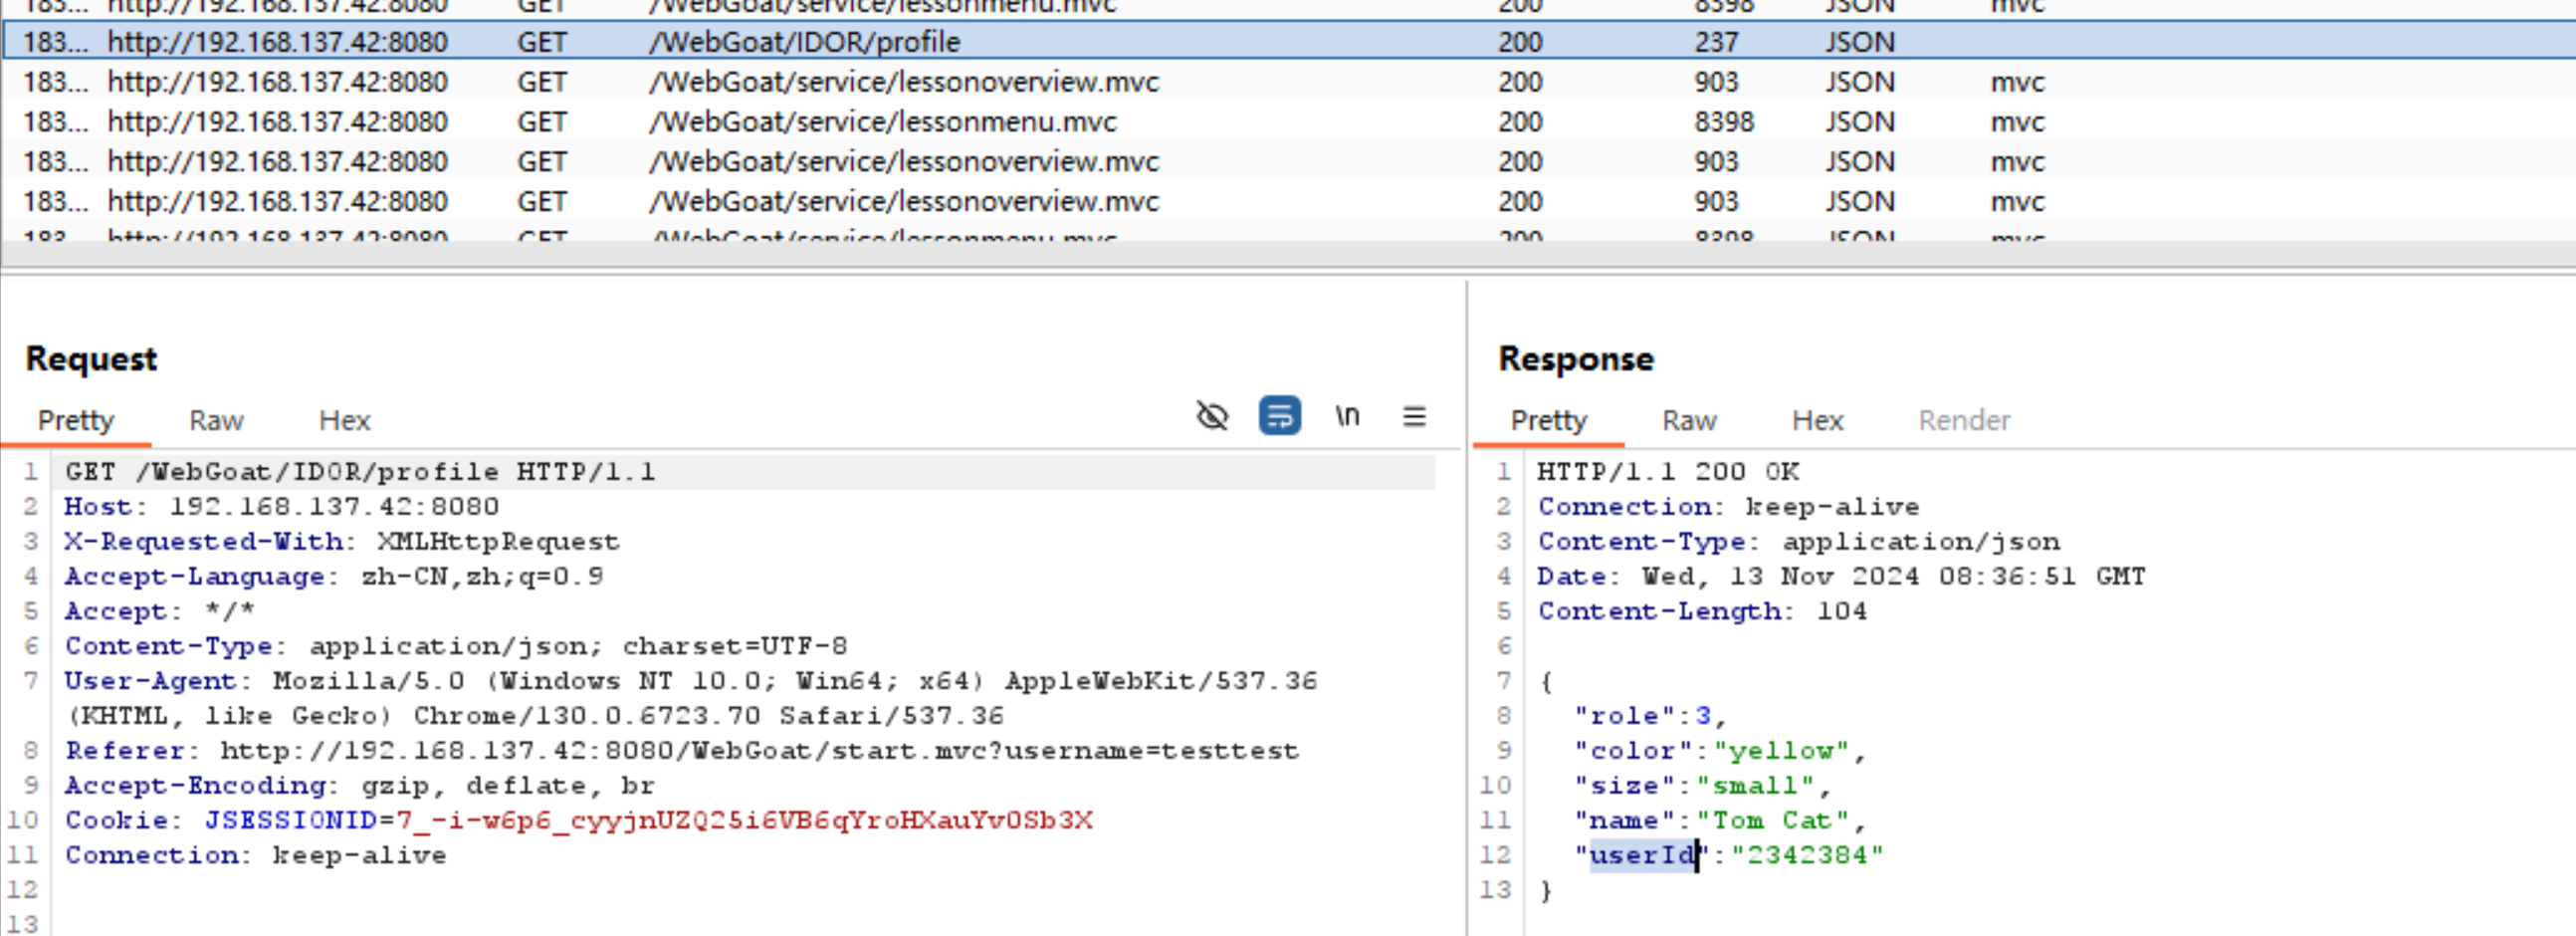 183... http://192.168.137.42:8080 GET /WebGoat/service/lessonmenu.mvc 200 8398 JSON mvc
183... http://192.168.137.42:8080 GET /WebGoat/IDOR/profile 200 237 JSON
183... http://192.168.137.42:8080 GET /WebGoat/service/lessonoverview.mvc 200 903 JSON mvc
183... http://192.168.137.42:8080 GET /WebGoat/service/lessonmenu.mvc 200 8398 JSON mvc
183... http://192.168.137.42:8080 GET /WebGoat/service/lessonoverview.mvc 200 903 JSON mvc
183... http://192.168.137.42:8080 GET /WebGoat/service/lessonoverview.mvc 200 903 JSON mvc
183... http://192.168.137.42:8080 GET /WebGoat/service/lessonmenu.mvc 200 8398 JSON mvc
Request
Pretty Raw Hex \n
1 GET /WebGoat/IDOR/profile HTTP/1.1
2 Host: 192.168.137.42:8080
3 X-Requested-With: XMLHttpRequest
4 Accept-Language: zh-CN,zh;q=0.9
5 Accept: */*
6 Content-Type: application/json; charset=UTF-8
7 User-Agent: Mozilla/5.0 (Windows NT 10.0; Win64; x64) AppleWebKit/537.36
(KHTML, like Gecko) Chrome/130.0.6723.70 Safari/537.36
8 Referer: http://192.168.137.42:8080/WebGoat/start.mvc?username=testtest
9 Accept-Encoding: gzip, deflate, br
10 Cookie: JSESSIONID=7_-i-w6p6_cyyjnUZQ25i6VB6qYroHXauYvOSb3X
11 Connection: keep-alive
12
13
Response
Pretty Raw Hex Render
1 HTTP/1.1 200 OK
2 Connection: keep-alive
3 Content-Type: application/json
4 Date: Wed, 13 Nov 2024 08:36:51 GMT
5 Content-Length: 104
6
7 {
8 "role":3,
9 "color":"yellow",
10 "size":"small",
11 "name":"Tom Cat",
12 "userId":"2342384"
13 }